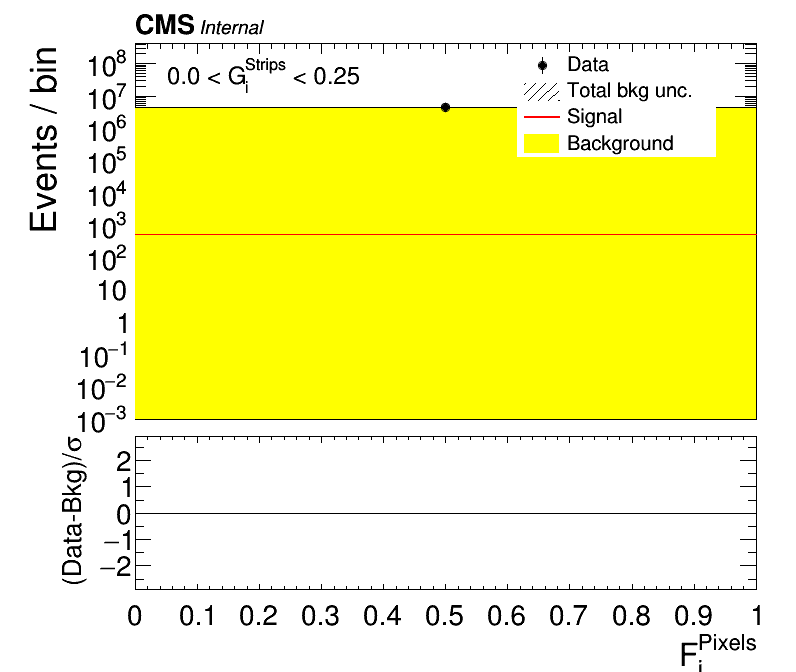 CMS Internal
Events / bin
10^8
10^7
10^6
10^5
10^4
10^3
10^2
10
1
10^−1
10^−2
10^−3
0.0 < G_i^Strips < 0.25
Data
Total bkg unc.
Signal
Background
(Data-Bkg)/σ
2
1
0
−1
−2
0 0.1 0.2 0.3 0.4 0.5 0.6 0.7 0.8 0.9 1
F_i^Pixels